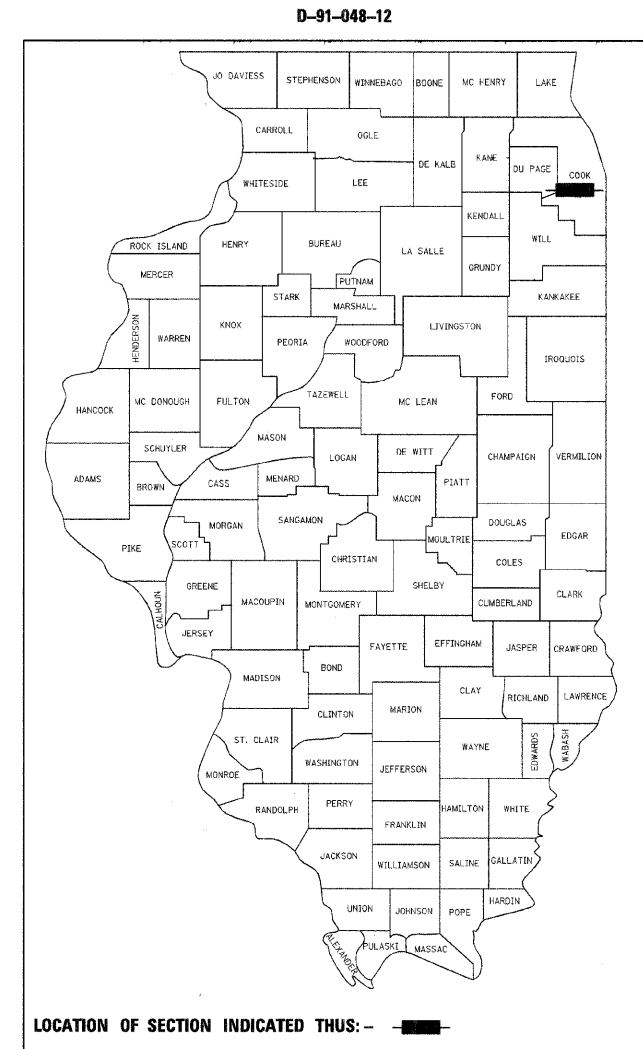 D-91-048-12
JO DAVIESS STEPHENSON WINNEBAGO BOONE MC HENRY LAKE
CARROLL OGLE
DE KALB KANE DU PAGE COOK
WHITESIDE LEE
KENDALL
ROCK ISLAND HENRY BUREAU LA SALLE WILL
MERCER GRUNDY
PUTNAM
STARK MARSHALL KANKAKEE
HENDERSON WARREN KNOX PEORIA WOODFORD LIVINGSTON
IROQUOIS
HANCOCK MC DONOUGH FULTON TAZEWELL MC LEAN FORD
MASON
SCHUYLER LOGAN DE WITT CHAMPAIGN VERMILION
ADAMS BROWN CASS MENARD PIATT
MACON
MORGAN SANGAMON DOUGLAS
PIKE SCOTT MOULTRIE EDGAR
CHRISTIAN COLES
GREENE SHELBY
CALHOUN MACOUPIN MONTGOMERY CUMBERLAND CLARK
JERSEY
FAYETTE EFFINGHAM JASPER CRAWFORD
BOND
MADISON
CLAY RICHLAND LAWRENCE
CLINTON MARION
ST. CLAIR WAYNE EDWARDS WABASH
WASHINGTON JEFFERSON
MONROE
RANDOLPH PERRY HAMILTON WHITE
FRANKLIN
JACKSON WILLIAMSON SALINE GALLATIN
HARDIN
UNION JOHNSON POPE
ALEXANDER PULASKI MASSAC
LOCATION OF SECTION INDICATED THUS: -